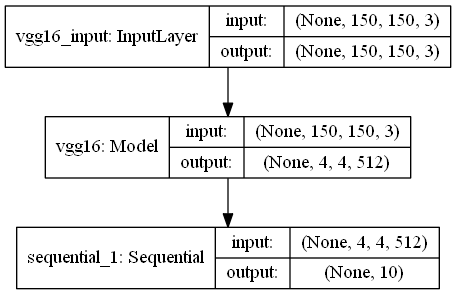 vgg16_input: InputLayer
input:
(None, 150, 150, 3)
output:
(None, 150, 150, 3)
vgg16: Model
input:
(None, 150, 150, 3)
output:
(None, 4, 4, 512)
sequential_1: Sequential
input:
(None, 4, 4, 512)
output:
(None, 10)